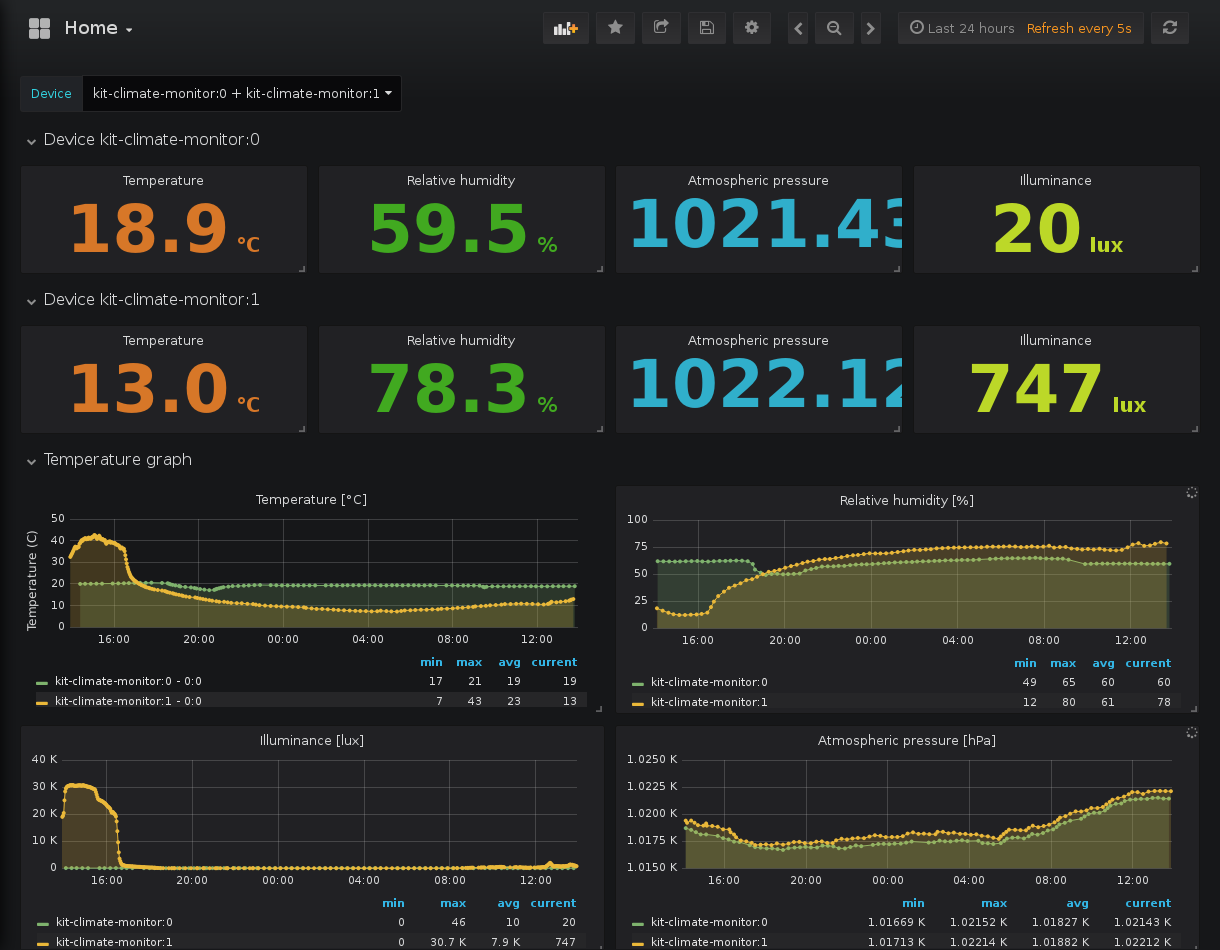 Home
Last 24 hours Refresh every 5s
Device kit-climate-monitor:0 + kit-climate-monitor:1
Device kit-climate-monitor:0
Temperature Relative humidity Atmospheric pressure Illuminance
18.9 °C 59.5 % 1021.43 20 lux
Device kit-climate-monitor:1
Temperature Relative humidity Atmospheric pressure Illuminance
13.0 °C 78.3 % 1022.12 747 lux
Temperature graph
Temperature [°C]
Temperature (C)
50
40
30
20
10
0
16:00 20:00 00:00 04:00 08:00 12:00
min max avg current
kit-climate-monitor:0 - 0:0 17 21 19 19
kit-climate-monitor:1 - 0:0 7 43 23 13
Relative humidity [%]
100
75
50
25
0
16:00 20:00 00:00 04:00 08:00 12:00
min max avg current
kit-climate-monitor:0 49 65 60 60
kit-climate-monitor:1 12 80 61 78
Illuminance [lux]
40 K
30 K
20 K
10 K
0
16:00 20:00 00:00 04:00 08:00 12:00
min max avg current
kit-climate-monitor:0 0 46 10 20
kit-climate-monitor:1 0 30.7 K 7.9 K 747
Atmospheric pressure [hPa]
1.0250 K
1.0225 K
1.0200 K
1.0175 K
1.0150 K
16:00 20:00 00:00 04:00 08:00 12:00
min max avg current
kit-climate-monitor:0 1.01669 K 1.02152 K 1.01827 K 1.02143 K
kit-climate-monitor:1 1.01713 K 1.02214 K 1.01882 K 1.02212 K